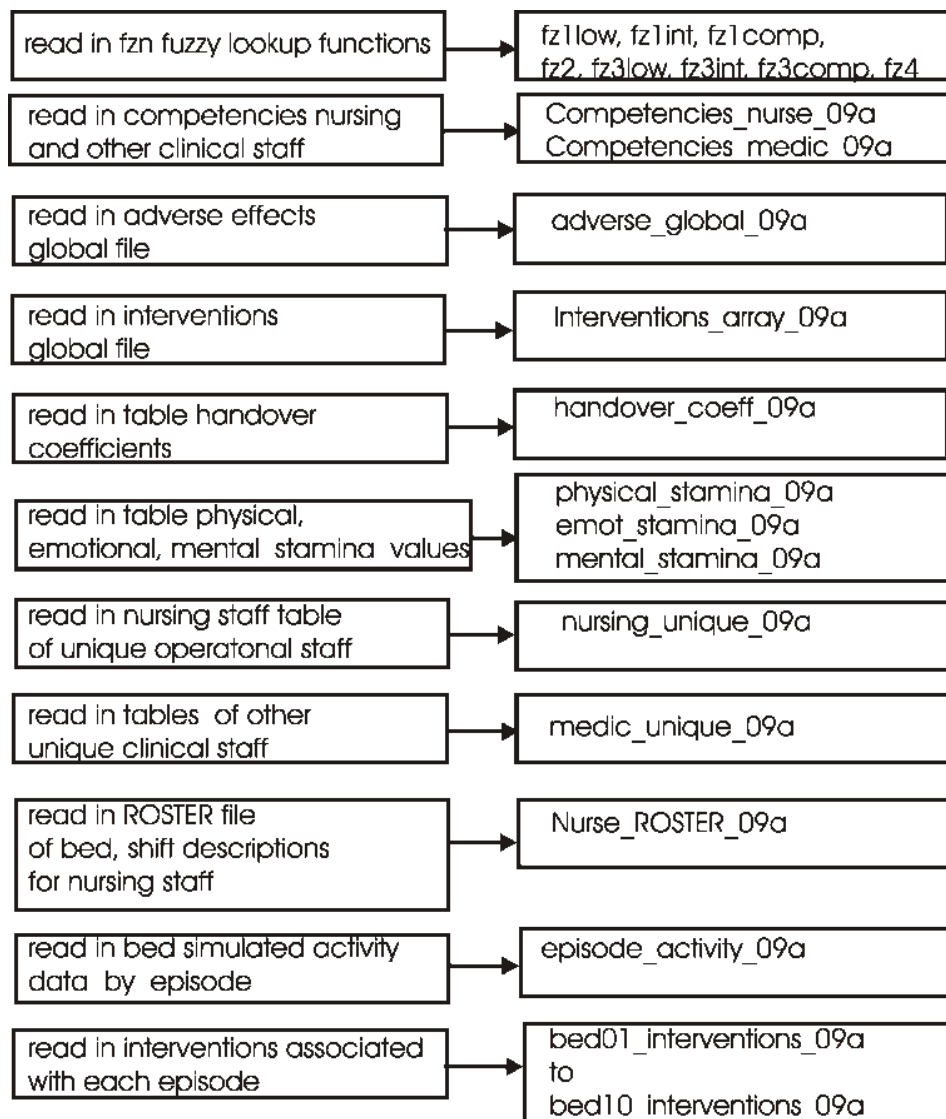 read in fzn fuzzy lookup functions
fz1low, fz1int, fz1comp,
fz2, fz3low, fz3int, fz3comp, fz4
read in competencies nursing
and other clinical staff
Competencies_nurse_09a
Competencies_medic_09a
read in adverse effects
global file
adverse_global_09a
read in interventions
global file
Interventions_array_09a
read in table handover
coefficients
handover_coeff_09a
read in table physical,
emotional, mental stamina values
physical_stamina_09a
emot_stamina_09a
mental_stamina_09a
read in nursing staff table
of unique operatonal staff
nursing_unique_09a
read in tables of other
unique clinical staff
medic_unique_09a
read in ROSTER file
of bed, shift descriptions
for nursing staff
Nurse_ROSTER_09a
read in bed simulated activity
data by episode
episode_activity_09a
read in interventions associated
with each episode
bed01_interventions_09a
to
bed10_interventions_09a